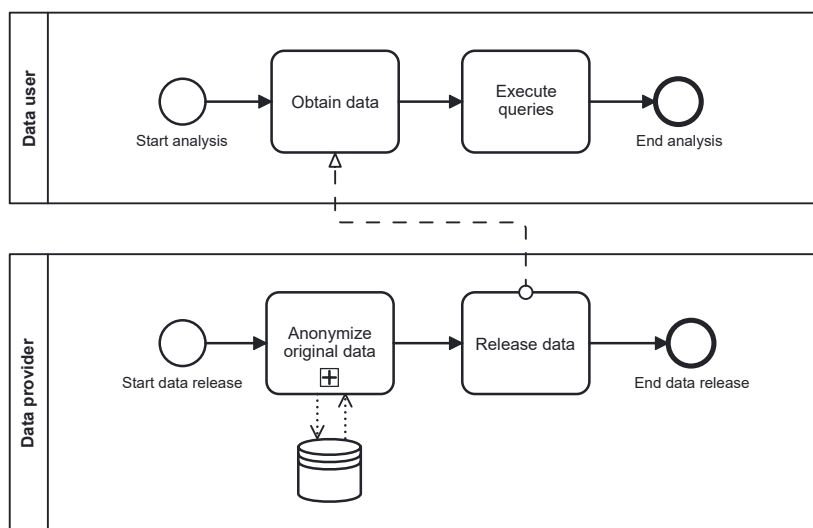 Data user
Start analysis
Obtain data
Execute
queries
End analysis
Data provider
Start data release
Anonymize
original data
Release data
End data release